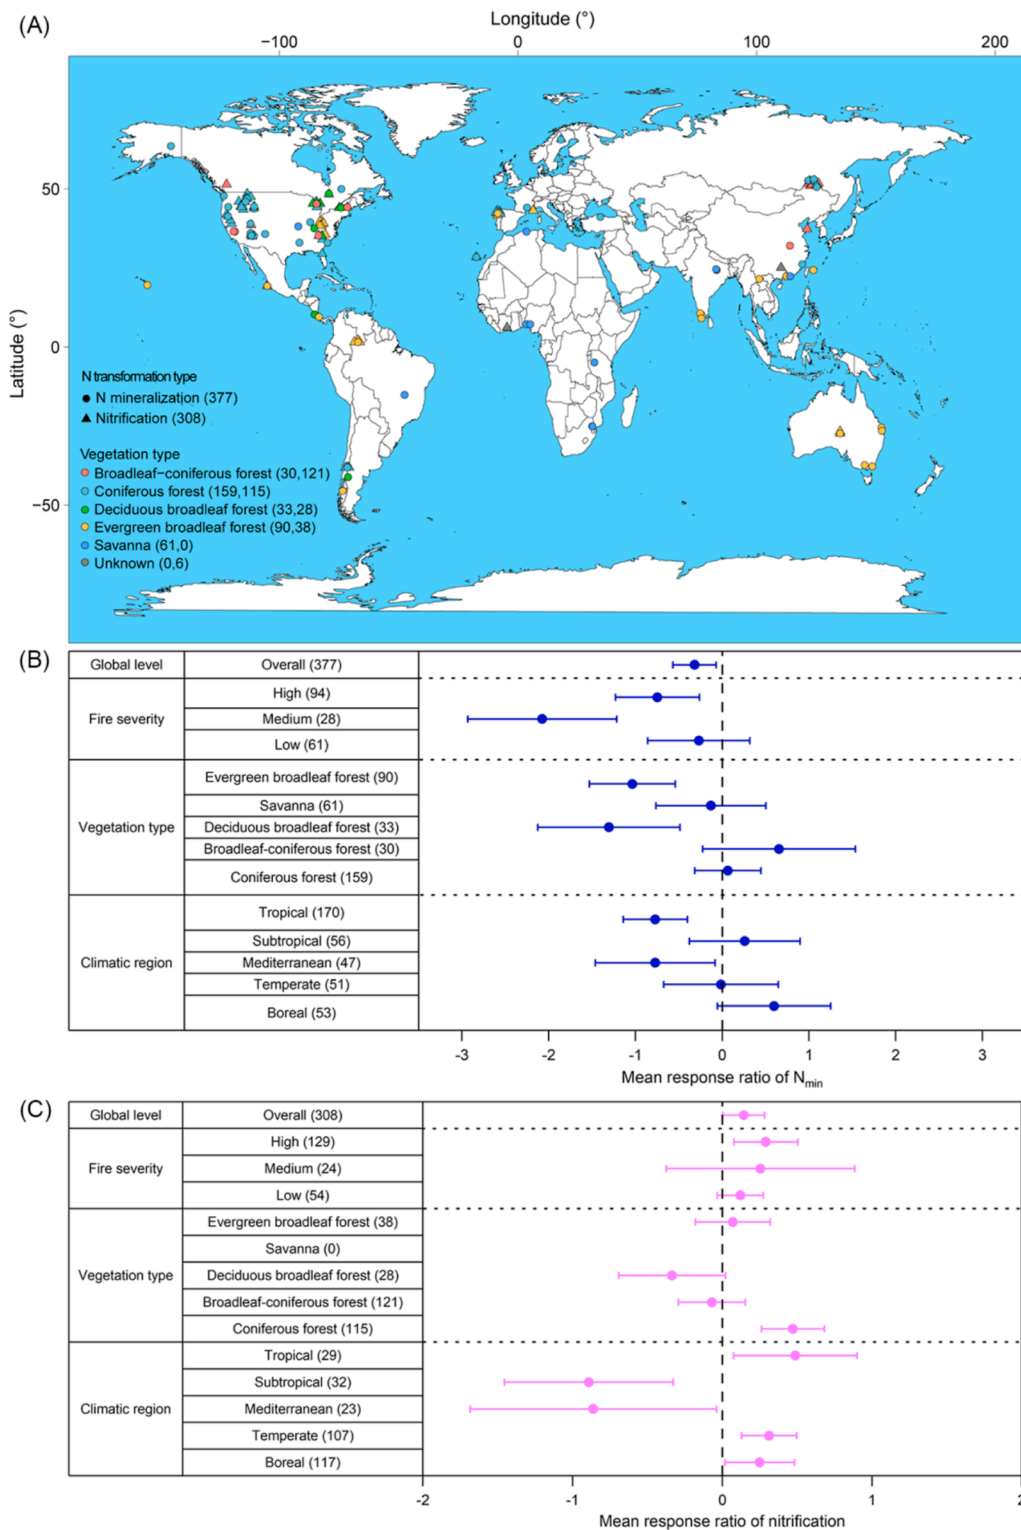 (A)
Longitude (°)
−100
0
100
200
50
0
−50
Latitude (°)
N transformation type
N mineralization (377)
Nitrification (308)
Vegetation type
Broadleaf−coniferous forest (30,121)
Coniferous forest (159,115)
Deciduous broadleaf forest (33,28)
Evergreen broadleaf forest (90,38)
Savanna (61,0)
Unknown (0,6)
(B)
Global level
Overall (377)
Fire severity
High (94)
Medium (28)
Low (61)
Vegetation type
Evergreen broadleaf forest (90)
Savanna (61)
Deciduous broadleaf forest (33)
Broadleaf-coniferous forest (30)
Coniferous forest (159)
Climatic region
Tropical (170)
Subtropical (56)
Mediterranean (47)
Temperate (51)
Boreal (53)
-3 -2 -1 0 1 2 3
Mean response ratio of Nmin
(C)
Global level
Overall (308)
Fire severity
High (129)
Medium (24)
Low (54)
Vegetation type
Evergreen broadleaf forest (38)
Savanna (0)
Deciduous broadleaf forest (28)
Broadleaf-coniferous forest (121)
Coniferous forest (115)
Climatic region
Tropical (29)
Subtropical (32)
Mediterranean (23)
Temperate (107)
Boreal (117)
-2 -1 0 1 2
Mean response ratio of nitrification